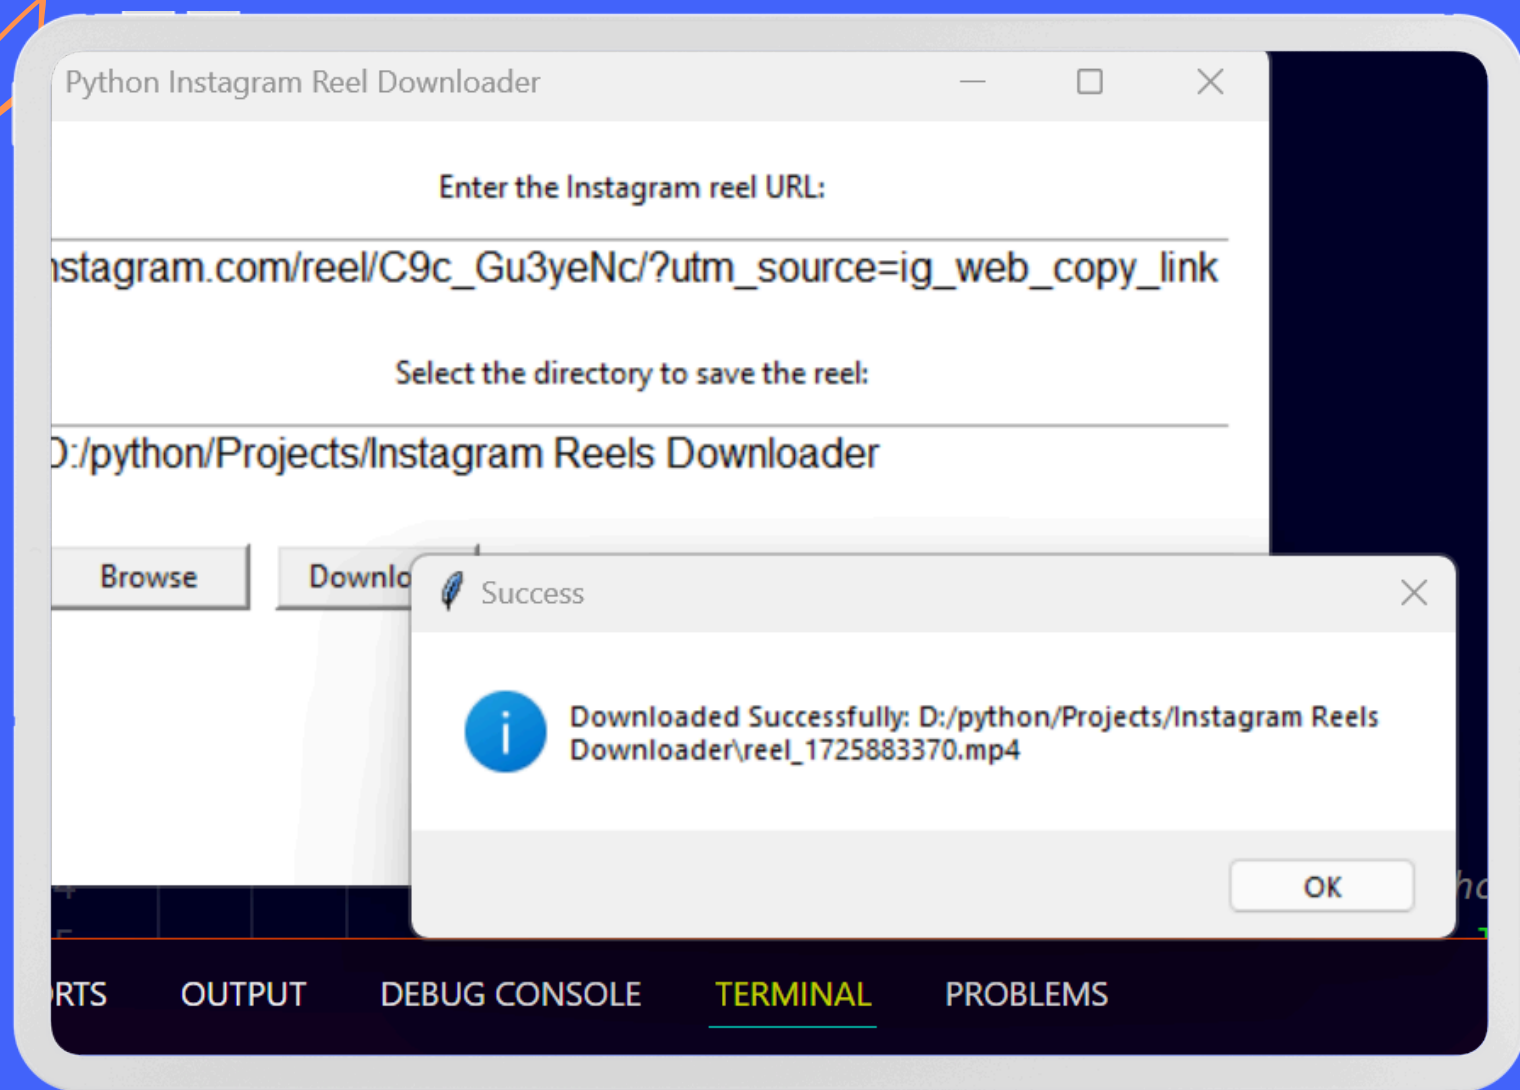 Python Instagram Reel Downloader
Enter the Instagram reel URL:
nstagram.com/reel/C9c_Gu3yeNc/?utm_source=ig_web_copy_link
Select the directory to save the reel:
D:/python/Projects/Instagram Reels Downloader
Browse
Downlo
Success
Downloaded Successfully: D:/python/Projects/Instagram Reels
Downloader\reel_1725883370.mp4
OK
RTS OUTPUT DEBUG CONSOLE TERMINAL PROBLEMS